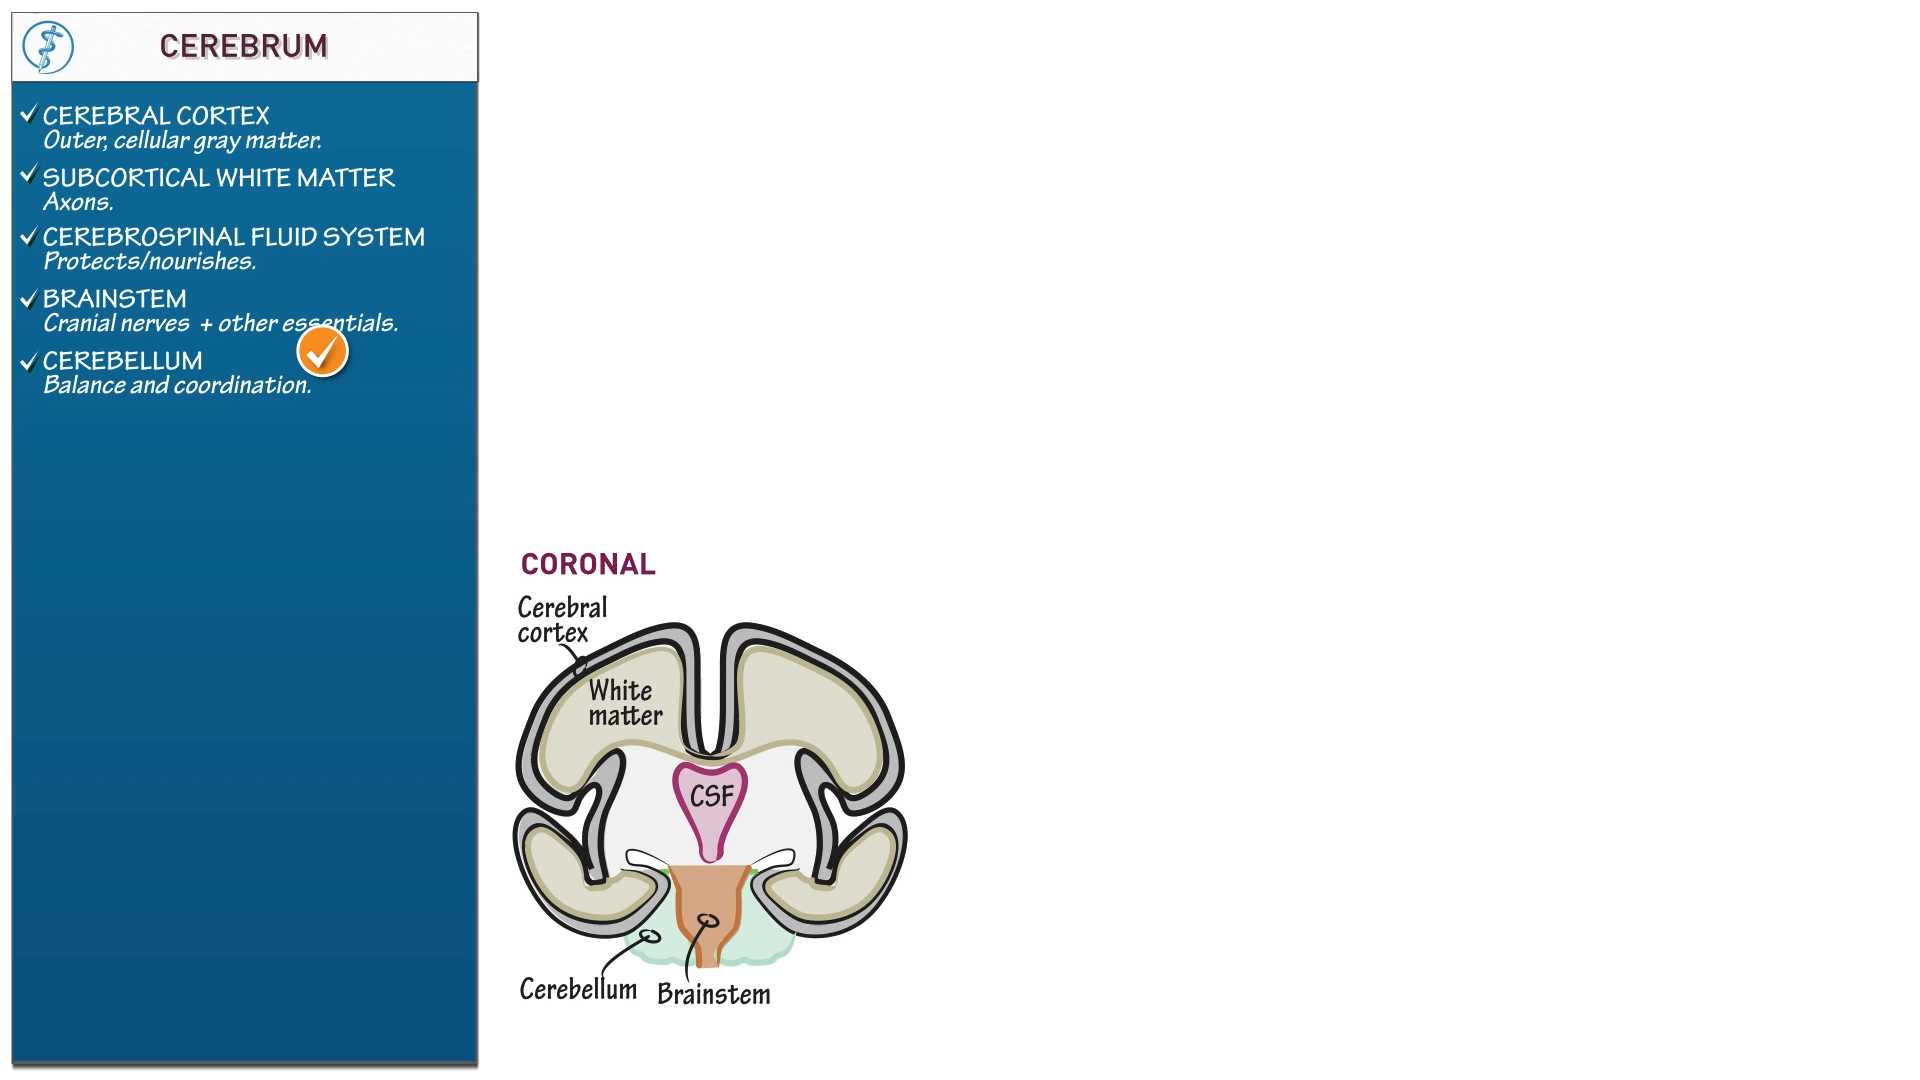 CEREBRUM
CEREBRAL CORTEX
Outer, cellular gray matter.
SUBCORTICAL WHITE MATTER
Axons.
CEREBROSPINAL FLUID SYSTEM
Protects/nourishes.
BRAINSTEM
Cranial nerves + other essentials.
CEREBELLUM
Balance and coordination.
CORONAL
Cerebral
cortex
White
matter
CSF
Cerebellum
Brainstem